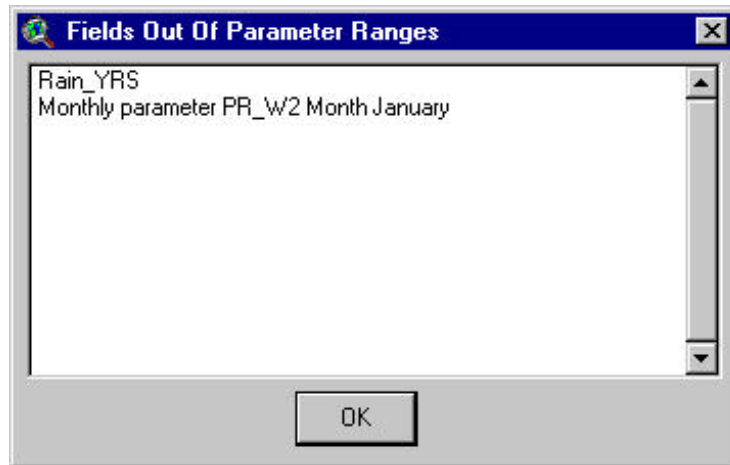 Fields Out Of Parameter Ranges
Rain_YRS
Monthly parameter PR_W2 Month January
OK